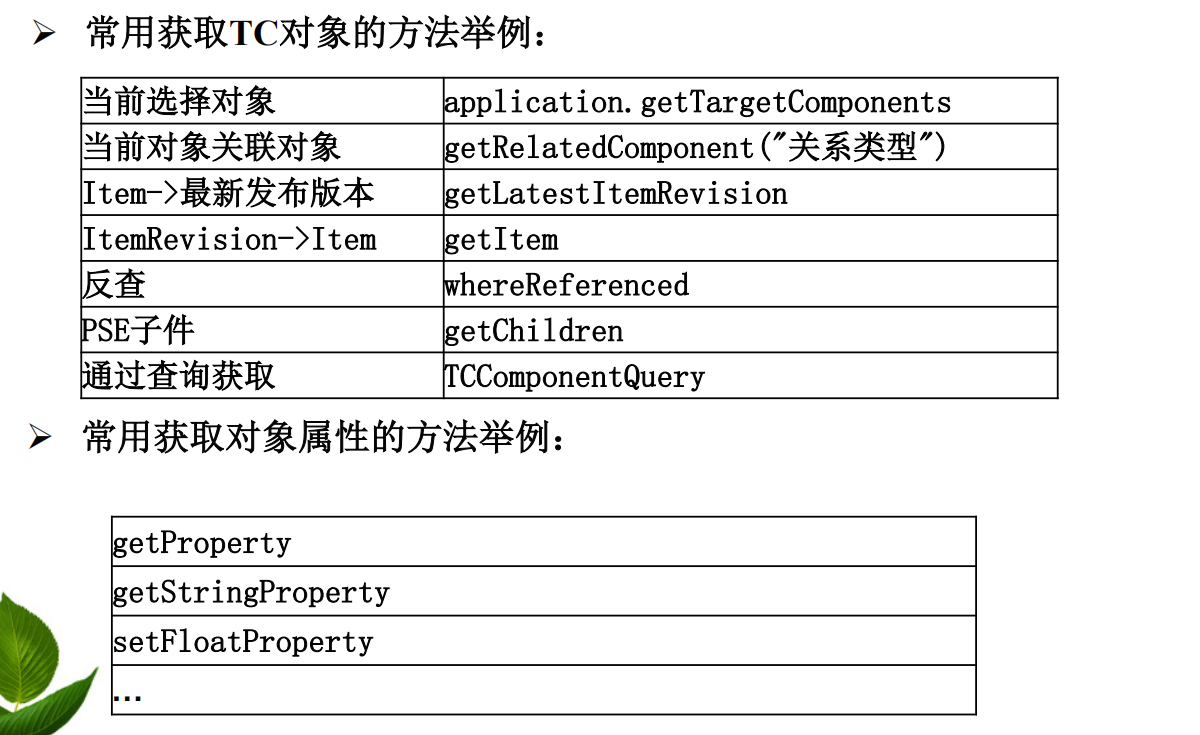 ➢ 常用获取TC对象的方法举例：
当前选择对象 application.getTargetComponents
当前对象关联对象 getRelatedComponent("关系类型")
Item->最新发布版本 getLatestItemRevision
ItemRevision->Item getItem
反查 whereReferenced
PSE子件 getChildren
通过查询获取 TCComponentQuery
➢ 常用获取对象属性的方法举例：
getProperty
getStringProperty
setFloatProperty
...